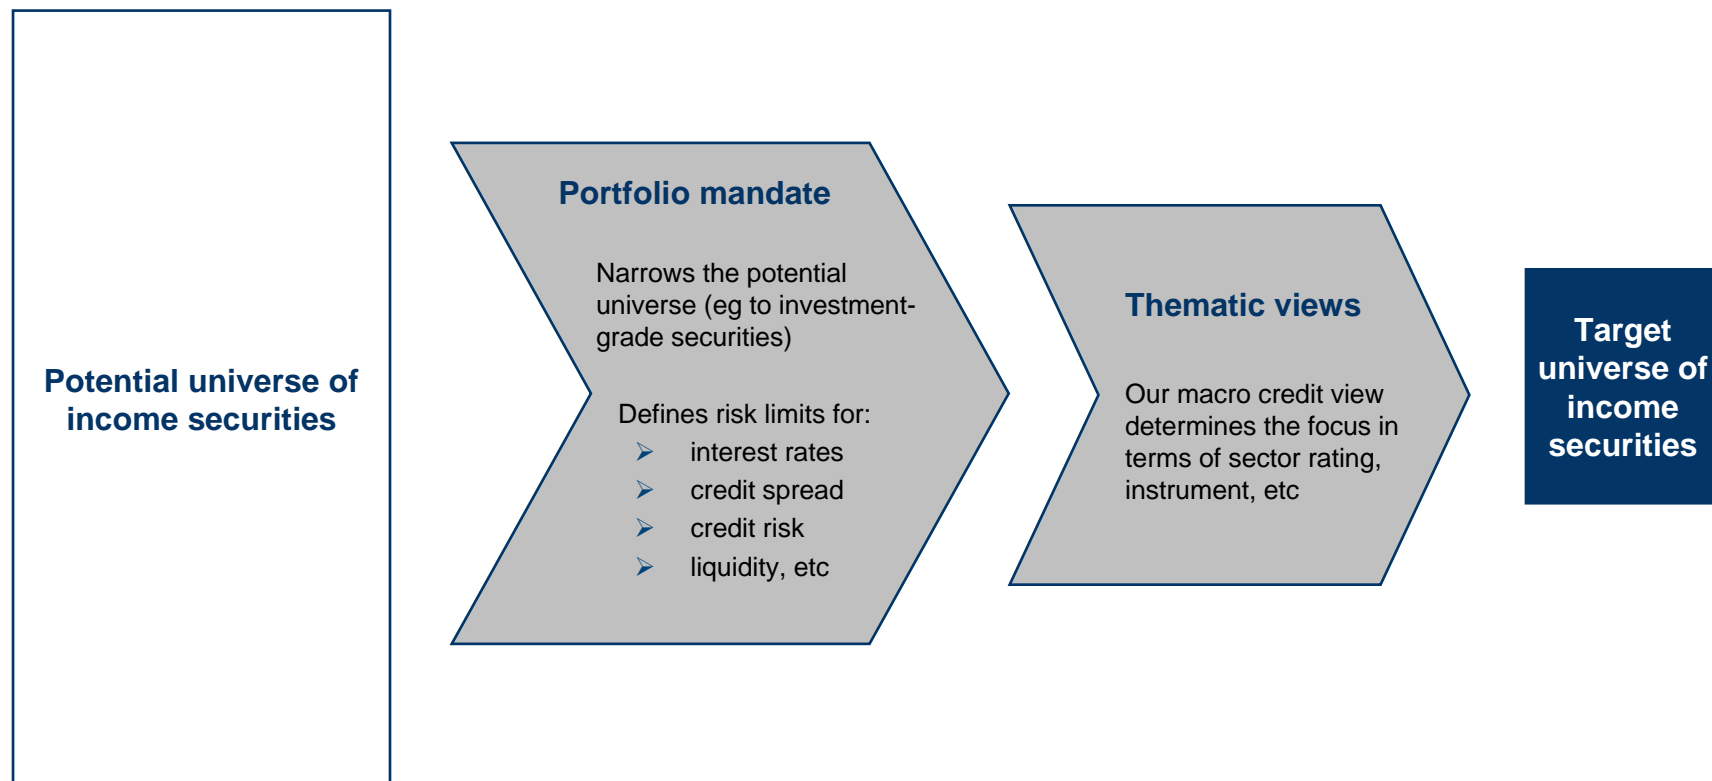 Potential universe of
income securities
Portfolio mandate
Narrows the potential
universe (eg to investment-
grade securities)
Defines risk limits for:
➢ interest rates
➢ credit spread
➢ credit risk
➢ liquidity, etc
Thematic views
Our macro credit view
determines the focus in
terms of sector rating,
instrument, etc
Target
universe of
income
securities